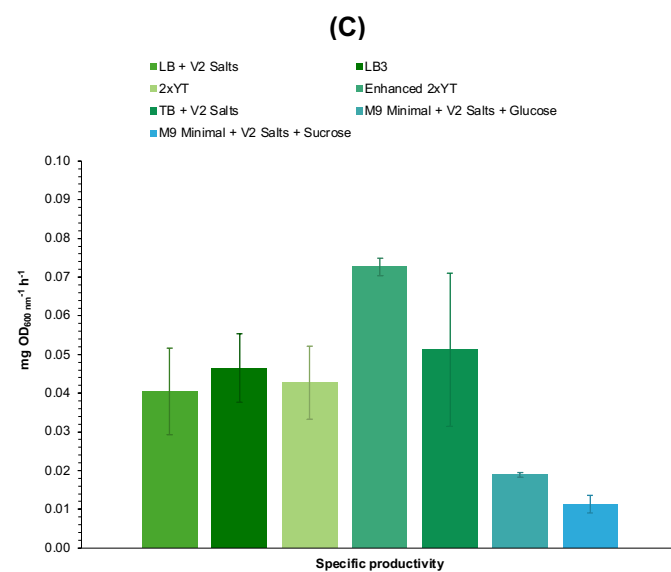 (C)
LB + V2 Salts
LB3
2xYT
Enhanced 2xYT
TB + V2 Salts
M9 Minimal + V2 Salts + Glucose
M9 Minimal + V2 Salts + Sucrose
mg OD600 nm-1 h-1
0.10
0.09
0.08
0.07
0.06
0.05
0.04
0.03
0.02
0.01
0.00
Specific productivity